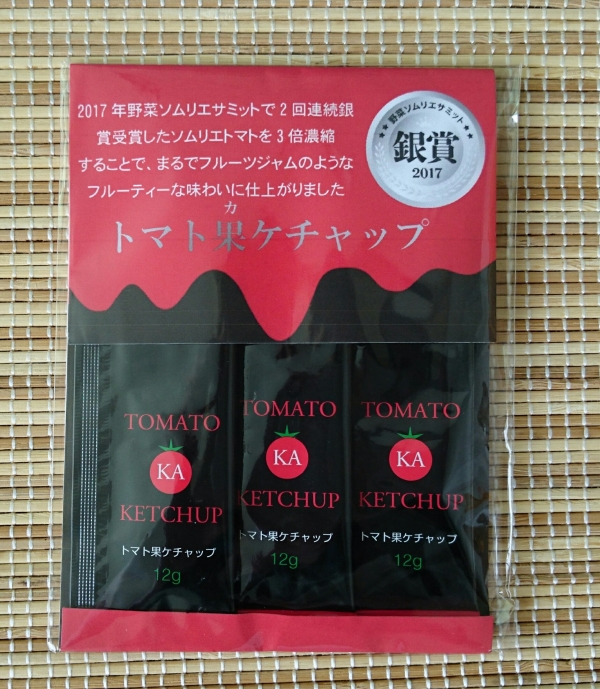 2017年野菜ソムリエサミットで2回連続銀
賞受賞したソムリエトマトを3倍濃縮
することで、まるでフルーツジャムのような
フルーティーな味わいに仕上がりました
野菜ソムリエサミット
銀賞
2017
カ
トマト果ケチャップ
TOMATO
KA
KETCHUP
トマト果ケチャップ
12g
TOMATO
KA
KETCHUP
トマト果ケチャップ
12g
TOMATO
KA
KETCHUP
トマト果ケチャップ
12g